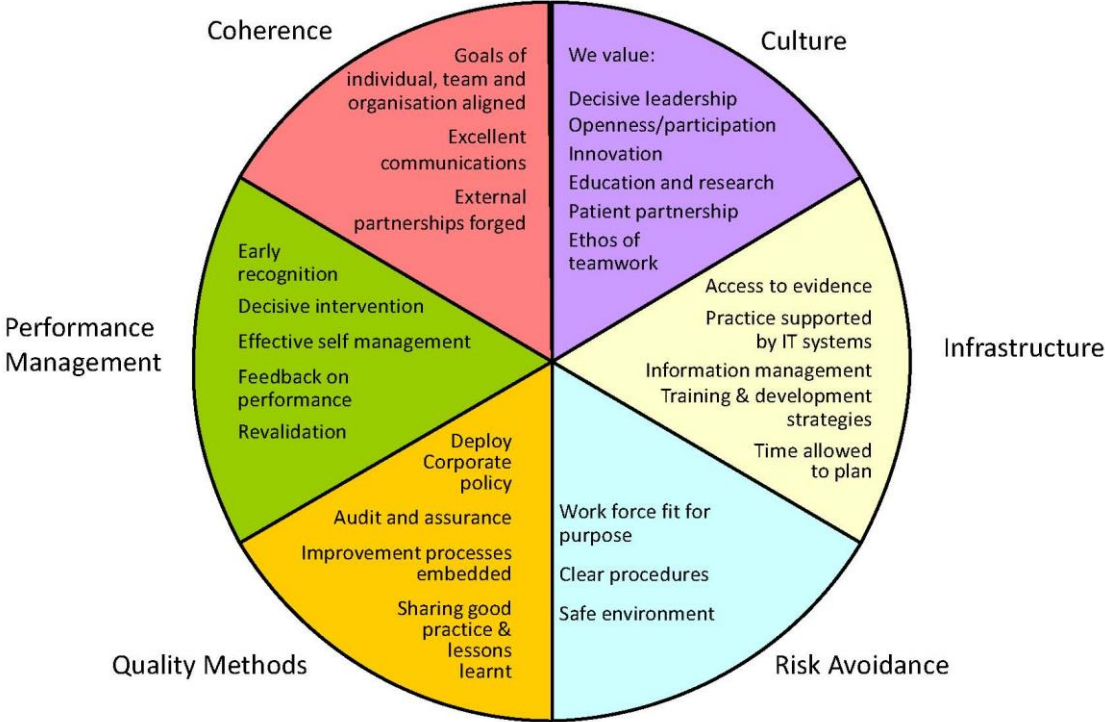 Coherence
Goals of
individual, team and
organisation aligned
Excellent
communications
External
partnerships forged
Culture
We value:
Decisive leadership
Openness/participation
Innovation
Education and research
Patient partnership
Ethos of
teamwork
Infrastructure
Access to evidence
Practice supported
by IT systems
Information management
Training & development
strategies
Time allowed
to plan
Risk Avoidance
Work force fit for
purpose
Clear procedures
Safe environment
Quality Methods
Deploy
Corporate
policy
Audit and assurance
Improvement processes
embedded
Sharing good
practice &
lessons
learnt
Performance
Management
Early
recognition
Decisive intervention
Effective self management
Feedback on
performance
Revalidation